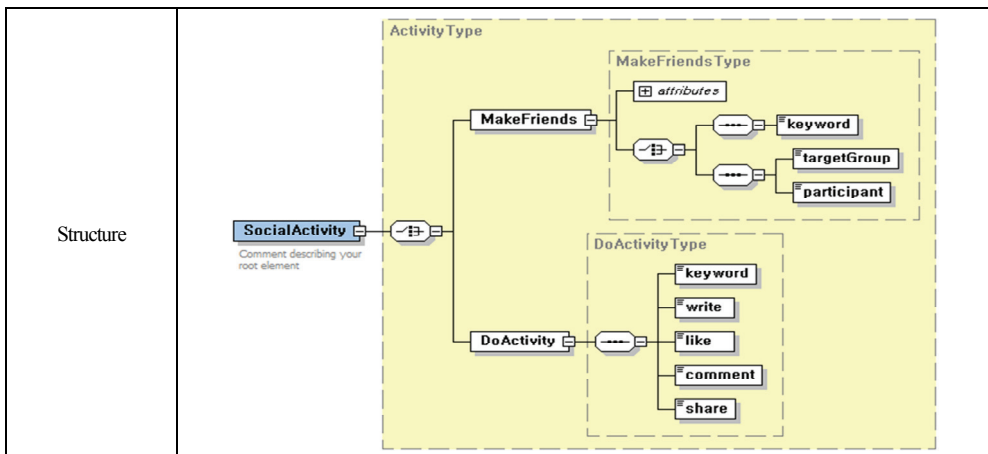 Structure
ActivityType
MakeFriendsType
attributes
MakeFriends
keyword
targetGroup
participant
SocialActivity
Comment describing your
root element
DoActivityType
keyword
write
DoActivity
like
comment
share